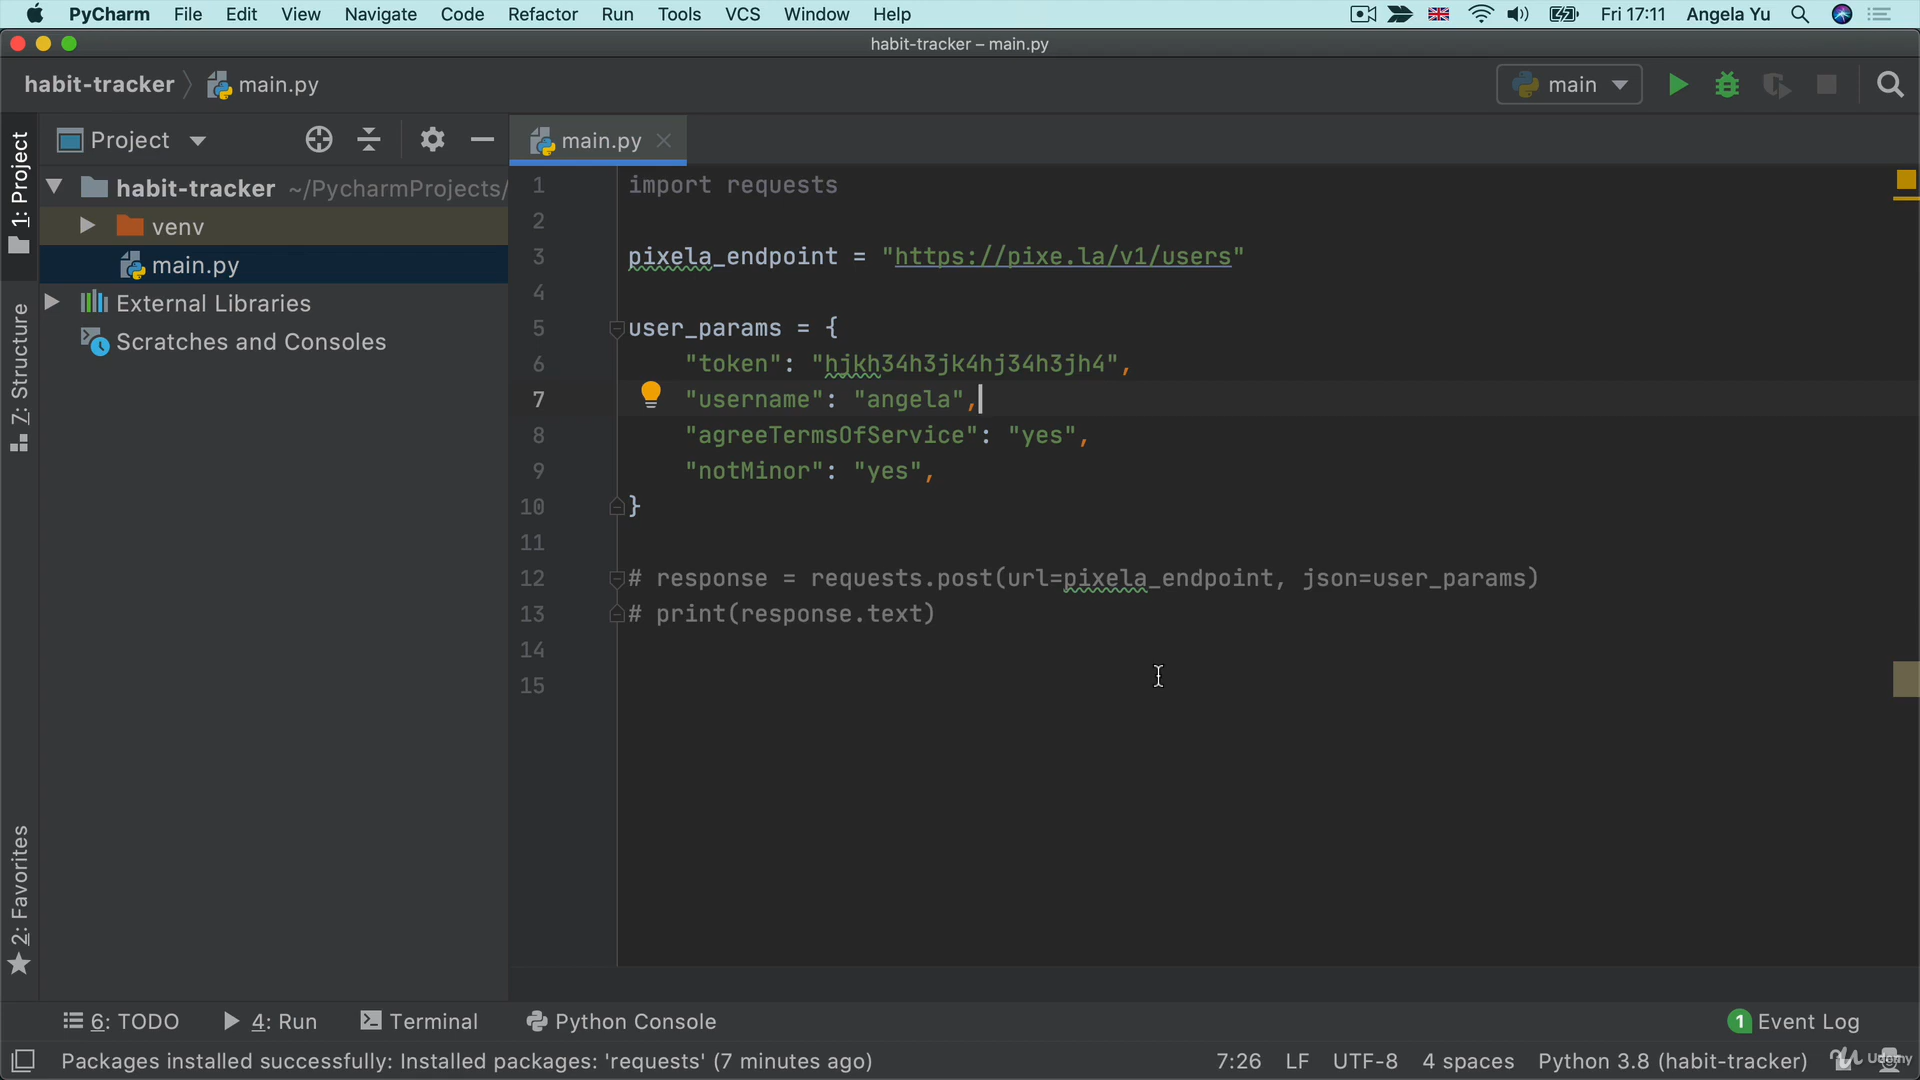 PyCharm File Edit View Navigate Code Refactor Run Tools VCS Window Help Fri 17:11 Angela Yu
habit-tracker – main.py
habit-tracker main.py main
1: Project
Project
main.py
habit-tracker ~/PycharmProjects/
venv
main.py
External Libraries
Scratches and Consoles
7: Structure
2: Favorites
1 import requests
2
3 pixela_endpoint = "https://pixe.la/v1/users"
4
5 user_params = {
6 "token": "hjkh34h3jk4hj34h3jh4",
7 "username": "angela",
8 "agreeTermsOfService": "yes",
9 "notMinor": "yes",
10 }
11
12 # response = requests.post(url=pixela_endpoint, json=user_params)
13 # print(response.text)
14
15
6: TODO 4: Run Terminal Python Console 1 Event Log
Packages installed successfully: Installed packages: 'requests' (7 minutes ago) 7:26 LF UTF-8 4 spaces Python 3.8 (habit-tracker) Udemy